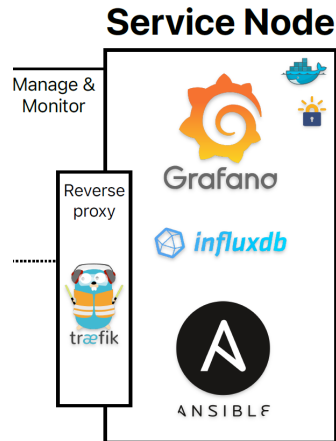 Service Node
Manage &
Monitor
Grafana
Reverse
proxy
influxdb
træfik
ANSIBLE